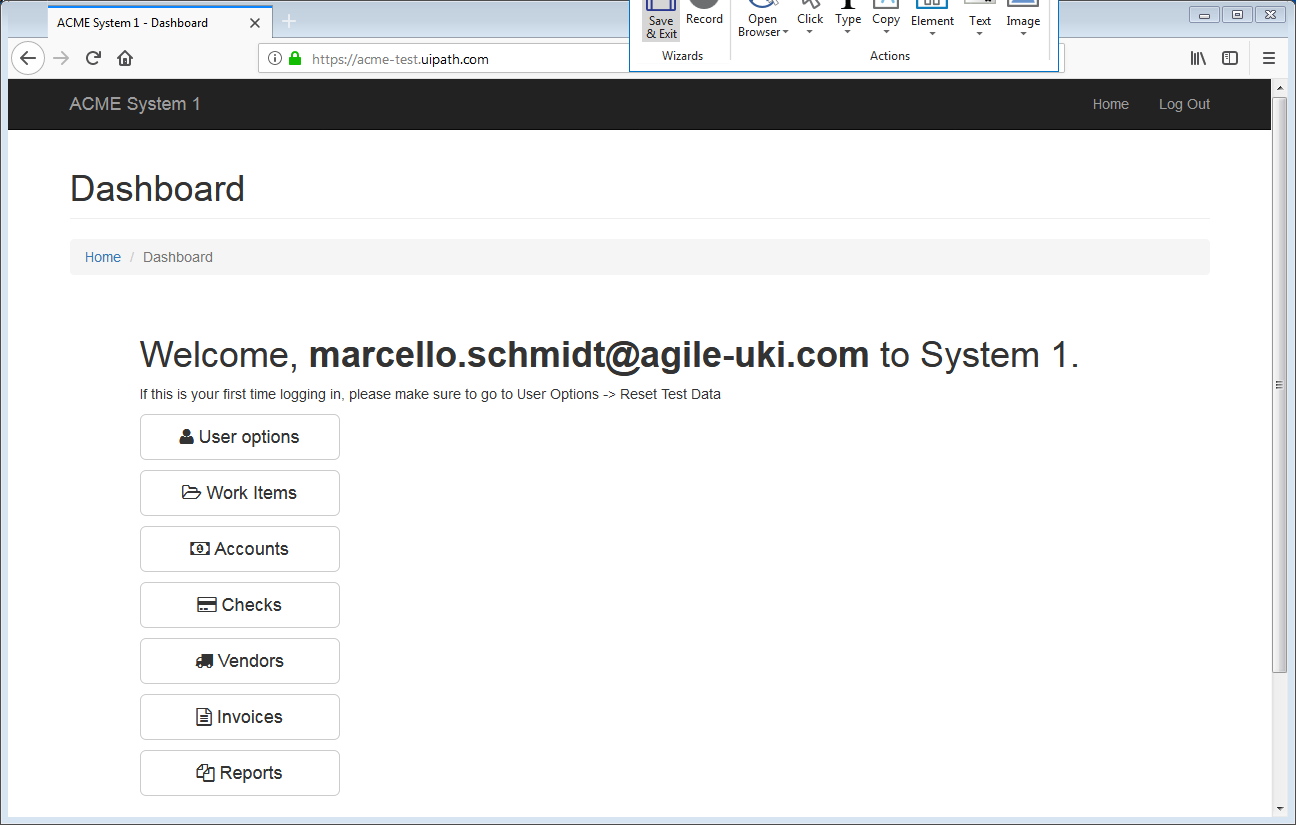 ACME System 1 - Dashboard
Save & Exit
Record
Open Browser
Click
Type
Copy
Element
Text
Image
Wizards
Actions
https://acme-test.uipath.com
ACME System 1
Home
Log Out
Dashboard
Home / Dashboard
Welcome, marcello.schmidt@agile-uki.com to System 1.
If this is your first time logging in, please make sure to go to User Options -> Reset Test Data
User options
Work Items
Accounts
Checks
Vendors
Invoices
Reports